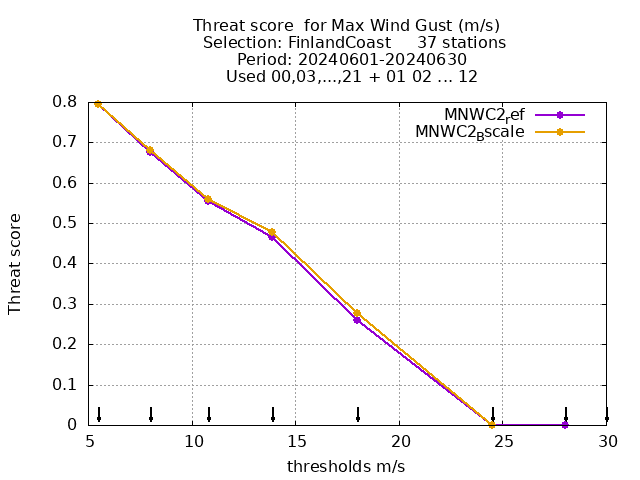 Threat score  for Max Wind Gust (m/s)
Selection: FinlandCoast     37 stations
Period: 20240601-20240630
Used 00,03,...,21 + 01 02 ... 12
MNWC2ref
MNWC2Bscale
Threat score
0.8
0.7
0.6
0.5
0.4
0.3
0.2
0.1
0
5 10 15 20 25 30
thresholds m/s